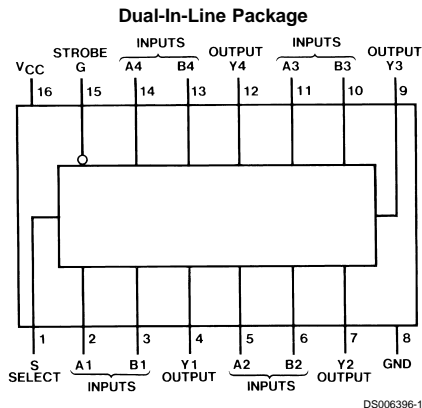 Dual-In-Line Package
INPUTS INPUTS
STROBE OUTPUT OUTPUT
VCC G A4 B4 Y4 A3 B3 Y3
16 15 14 13 12 11 10 9
1 2 3 4 5 6 7 8
S A1 B1 Y1 A2 B2 Y2 GND
SELECT INPUTS OUTPUT INPUTS OUTPUT
DS006396-1